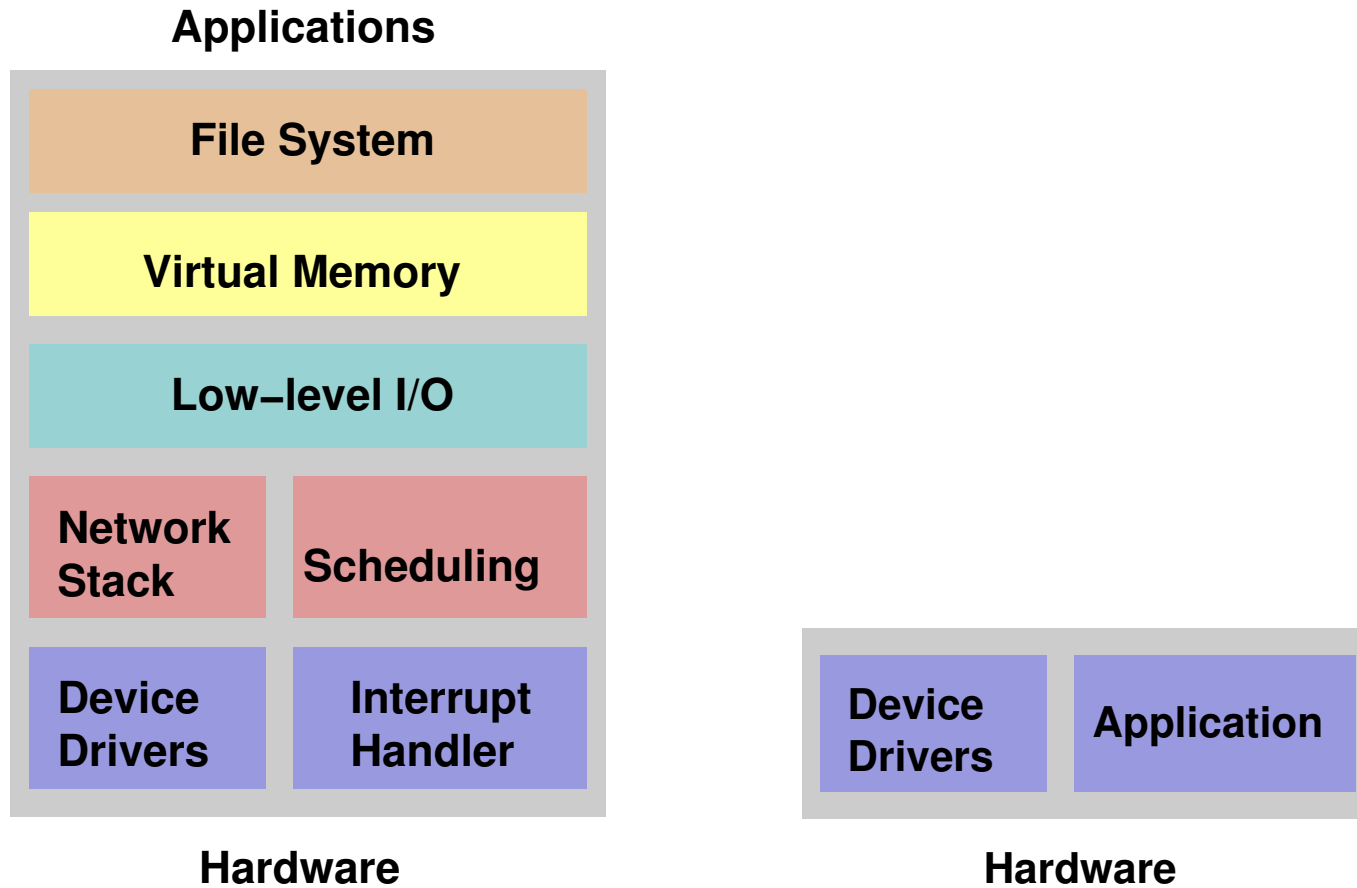 Applications
File System
Virtual Memory
Low–level I/O
Network
Stack
Scheduling
Device
Drivers
Interrupt
Handler
Hardware
Device
Drivers
Application
Hardware